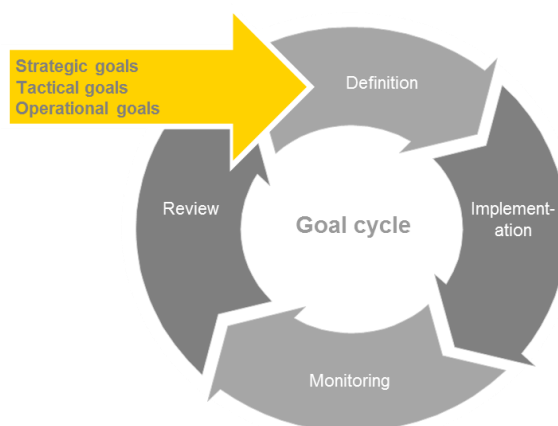 Strategic goals
Tactical goals
Operational goals
Definition
Review
Goal cycle
Implement-
ation
Monitoring